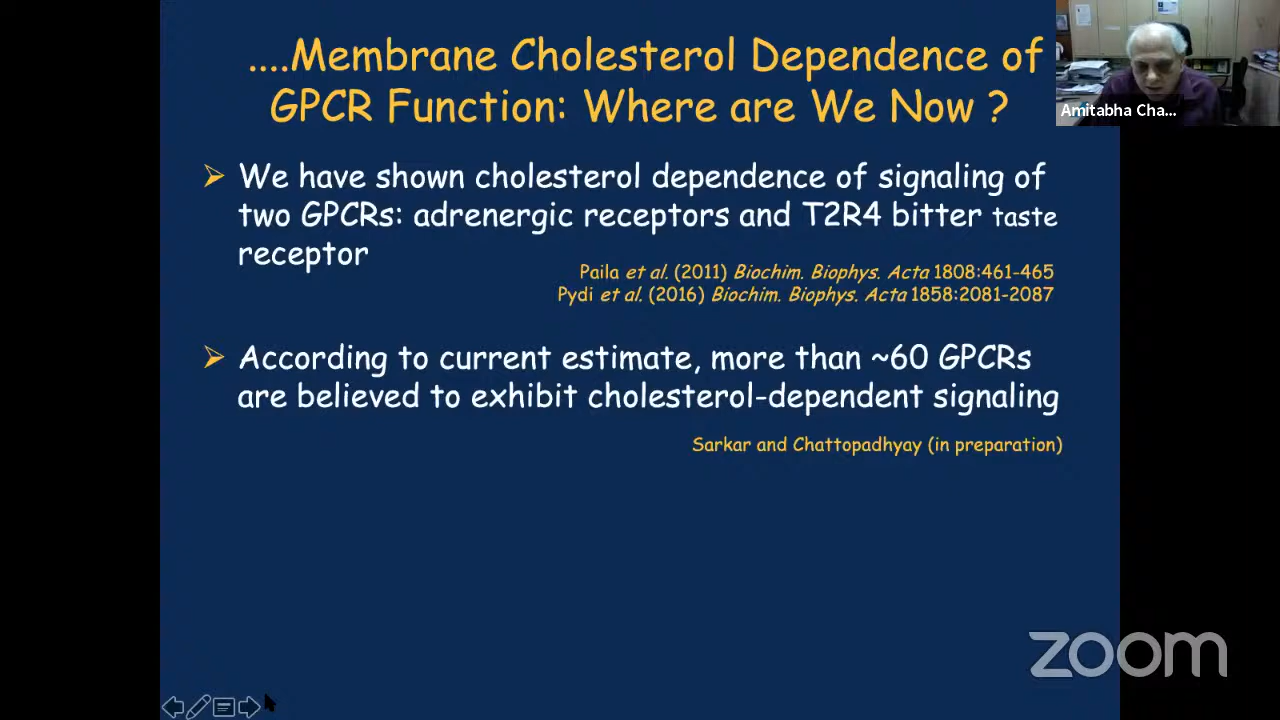 ....Membrane Cholesterol Dependence of
GPCR Function: Where are We Now ?
Amitabha Cha...
We have shown cholesterol dependence of signaling of
two GPCRs: adrenergic receptors and T2R4 bitter taste
receptor
Paila et al. (2011) Biochim. Biophys. Acta 1808:461-465
Pydi et al. (2016) Biochim. Biophys. Acta 1858:2081-2087
According to current estimate, more than ~60 GPCRs
are believed to exhibit cholesterol-dependent signaling
Sarkar and Chattopadhyay (in preparation)
zoom